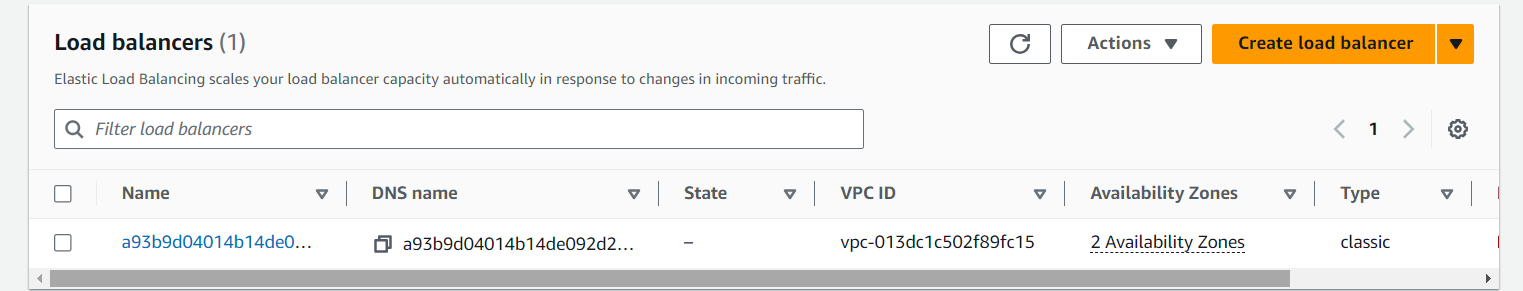 Load balancers (1)
Actions
Create load balancer
Elastic Load Balancing scales your load balancer capacity automatically in response to changes in incoming traffic.
Filter load balancers
1
Name
DNS name
State
VPC ID
Availability Zones
Type
a93b9d04014b14de0...
a93b9d04014b14de092d2...
–
vpc-013dc1c502f89fc15
2 Availability Zones
classic